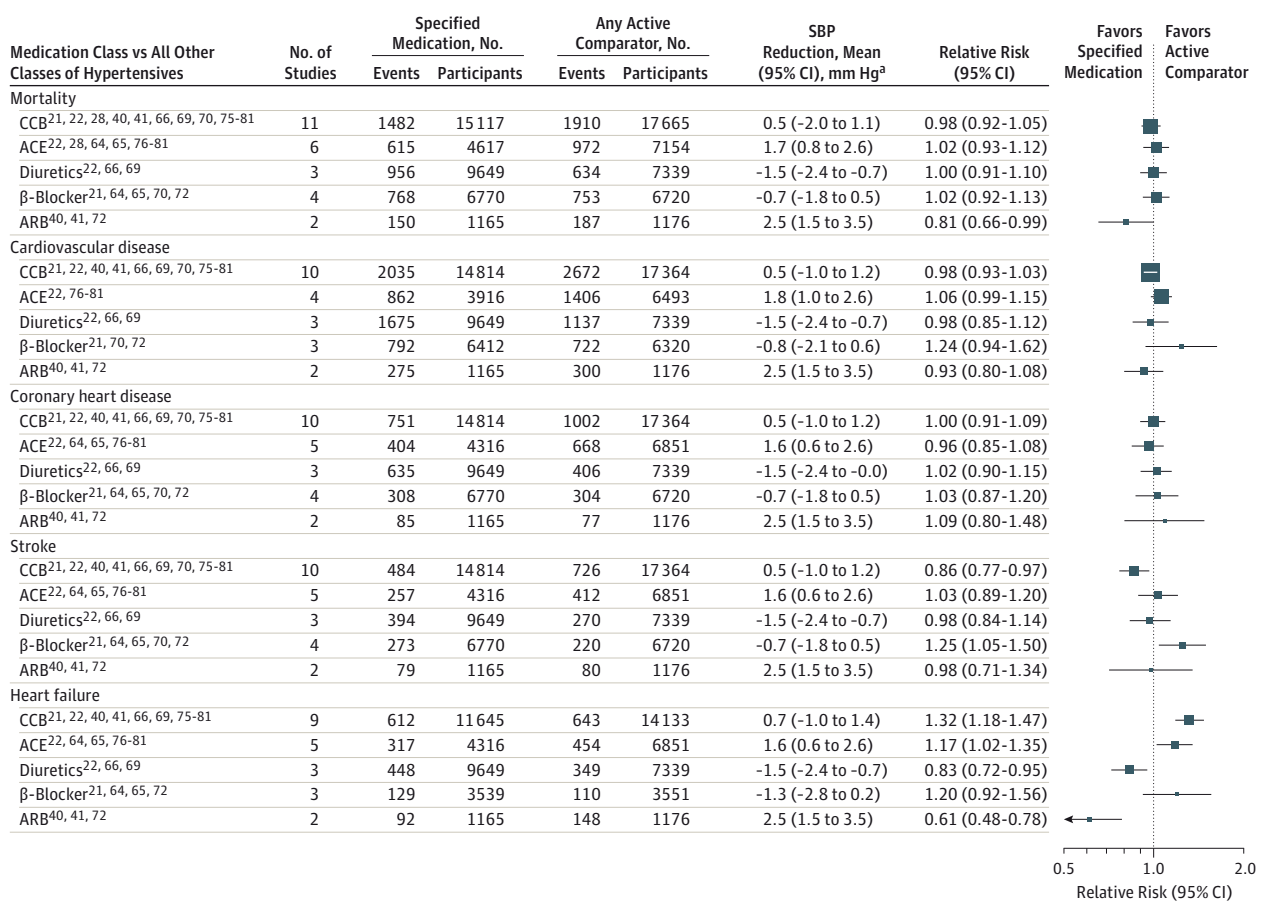 Medication Class vs All Other Classes of Hypertensives | No. of Studies | Specified Medication, No. | Any Active Comparator, No. | SBP Reduction, Mean (95% CI), mm Hgᵃ | Relative Risk (95% CI) | Favors Specified Medication | Favors Active Comparator
Events Participants Events Participants
Mortality
CCB21, 22, 28, 40, 41, 66, 69, 70, 75-81 11 1482 15117 1910 17665 0.5 (-2.0 to 1.1) 0.98 (0.92-1.05)
ACE22, 28, 64, 65, 76-81 6 615 4617 972 7154 1.7 (0.8 to 2.6) 1.02 (0.93-1.12)
Diuretics22, 66, 69 3 956 9649 634 7339 -1.5 (-2.4 to -0.7) 1.00 (0.91-1.10)
β-Blocker21, 64, 65, 70, 72 4 768 6770 753 6720 -0.7 (-1.8 to 0.5) 1.02 (0.92-1.13)
ARB40, 41, 72 2 150 1165 187 1176 2.5 (1.5 to 3.5) 0.81 (0.66-0.99)
Cardiovascular disease
CCB21, 22, 40, 41, 66, 69, 70, 75-81 10 2035 14814 2672 17364 0.5 (-1.0 to 1.2) 0.98 (0.93-1.03)
ACE22, 76-81 4 862 3916 1406 6493 1.8 (1.0 to 2.6) 1.06 (0.99-1.15)
Diuretics22, 66, 69 3 1675 9649 1137 7339 -1.5 (-2.4 to -0.7) 0.98 (0.85-1.12)
β-Blocker21, 70, 72 3 792 6412 722 6320 -0.8 (-2.1 to 0.6) 1.24 (0.94-1.62)
ARB40, 41, 72 2 275 1165 300 1176 2.5 (1.5 to 3.5) 0.93 (0.80-1.08)
Coronary heart disease
CCB21, 22, 40, 41, 66, 69, 70, 75-81 10 751 14814 1002 17364 0.5 (-1.0 to 1.2) 1.00 (0.91-1.09)
ACE22, 64, 65, 76-81 5 404 4316 668 6851 1.6 (0.6 to 2.6) 0.96 (0.85-1.08)
Diuretics22, 66, 69 3 635 9649 406 7339 -1.5 (-2.4 to -0.0) 1.02 (0.90-1.15)
β-Blocker21, 64, 65, 70, 72 4 308 6770 304 6720 -0.7 (-1.8 to 0.5) 1.03 (0.87-1.20)
ARB40, 41, 72 2 85 1165 77 1176 2.5 (1.5 to 3.5) 1.09 (0.80-1.48)
Stroke
CCB21, 22, 40, 41, 66, 69, 70, 75-81 10 484 14814 726 17364 0.5 (-1.0 to 1.2) 0.86 (0.77-0.97)
ACE22, 64, 65, 76-81 5 257 4316 412 6851 1.6 (0.6 to 2.6) 1.03 (0.89-1.20)
Diuretics22, 66, 69 3 394 9649 270 7339 -1.5 (-2.4 to -0.7) 0.98 (0.84-1.14)
β-Blocker21, 64, 65, 70, 72 4 273 6770 220 6720 -0.7 (-1.8 to 0.5) 1.25 (1.05-1.50)
ARB40, 41, 72 2 79 1165 80 1176 2.5 (1.5 to 3.5) 0.98 (0.71-1.34)
Heart failure
CCB21, 22, 40, 41, 66, 69, 75-81 9 612 11645 643 14133 0.7 (-1.0 to 1.4) 1.32 (1.18-1.47)
ACE22, 64, 65, 76-81 5 317 4316 454 6851 1.6 (0.6 to 2.6) 1.17 (1.02-1.35)
Diuretics22, 66, 69 3 448 9649 349 7339 -1.5 (-2.4 to -0.7) 0.83 (0.72-0.95)
β-Blocker21, 64, 65, 72 3 129 3539 110 3551 -1.3 (-2.8 to 0.2) 1.20 (0.92-1.56)
ARB40, 41, 72 2 92 1165 148 1176 2.5 (1.5 to 3.5) 0.61 (0.48-0.78)
0.5 1.0 2.0
Relative Risk (95% CI)